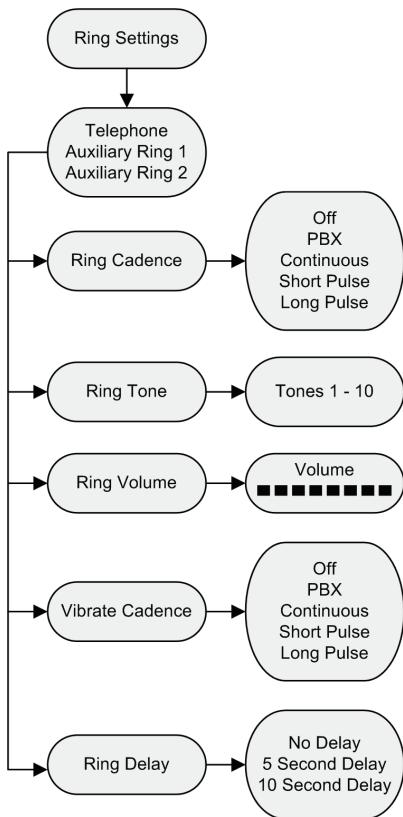 Ring Settings
Telephone
Auxiliary Ring 1
Auxiliary Ring 2
Ring Cadence
Off
PBX
Continuous
Short Pulse
Long Pulse
Ring Tone
Tones 1 - 10
Ring Volume
Volume
Vibrate Cadence
Off
PBX
Continuous
Short Pulse
Long Pulse
Ring Delay
No Delay
5 Second Delay
10 Second Delay